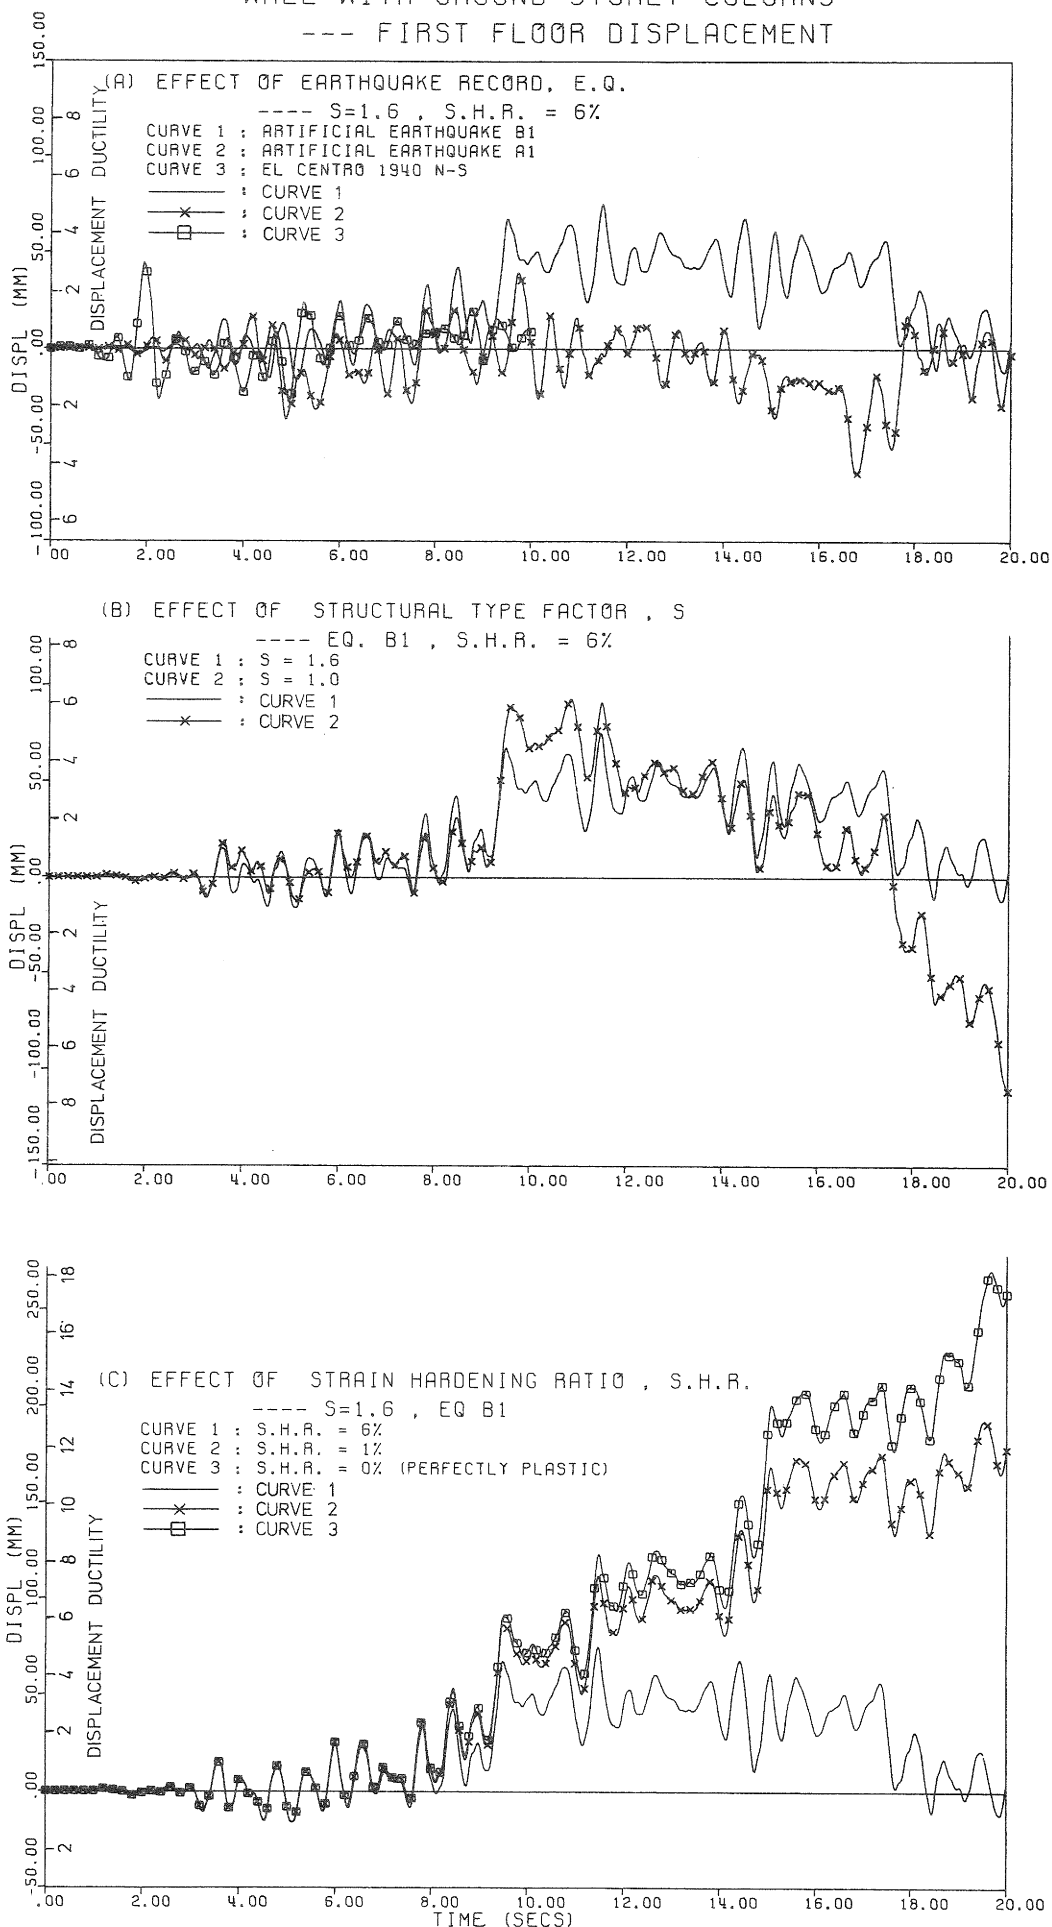 WALL WITH GROUND STOREY COLUMNS
--- FIRST FLOOR DISPLACEMENT
(A) EFFECT OF EARTHQUAKE RECORD, E.Q.
---- S=1.6 , S.H.R. = 6%
CURVE 1 : ARTIFICIAL EARTHQUAKE B1
CURVE 2 : ARTIFICIAL EARTHQUAKE A1
CURVE 3 : EL CENTRO 1940 N-S
: CURVE 1
: CURVE 2
: CURVE 3
DISPL (MM)
150.00
100.00
50.00
.00
-50.00
-100.00
DISPLACEMENT DUCTILITY
8
6
4
2
2
4
6
.00 2.00 4.00 6.00 8.00 10.00 12.00 14.00 16.00 18.00 20.00
(B) EFFECT OF STRUCTURAL TYPE FACTOR , S
---- EQ. B1 , S.H.R. = 6%
CURVE 1 : S = 1.6
CURVE 2 : S = 1.0
: CURVE 1
: CURVE 2
DISPL (MM)
100.00
50.00
.00
-50.00
-100.00
-150.00
DISPLACEMENT DUCTILITY
8
6
4
2
2
4
6
8
.00 2.00 4.00 6.00 8.00 10.00 12.00 14.00 16.00 18.00 20.00
(C) EFFECT OF STRAIN HARDENING RATIO , S.H.R.
---- S=1.6 , EQ B1
CURVE 1 : S.H.R. = 6%
CURVE 2 : S.H.R. = 1%
CURVE 3 : S.H.R. = 0% (PERFECTLY PLASTIC)
: CURVE 1
: CURVE 2
: CURVE 3
DISPL (MM)
250.00
200.00
150.00
100.00
50.00
.00
-50.00
DISPLACEMENT DUCTILITY
18
16
14
12
10
8
6
4
2
2
.00 2.00 4.00 6.00 8.00 10.00 12.00 14.00 16.00 18.00 20.00
TIME (SECS)